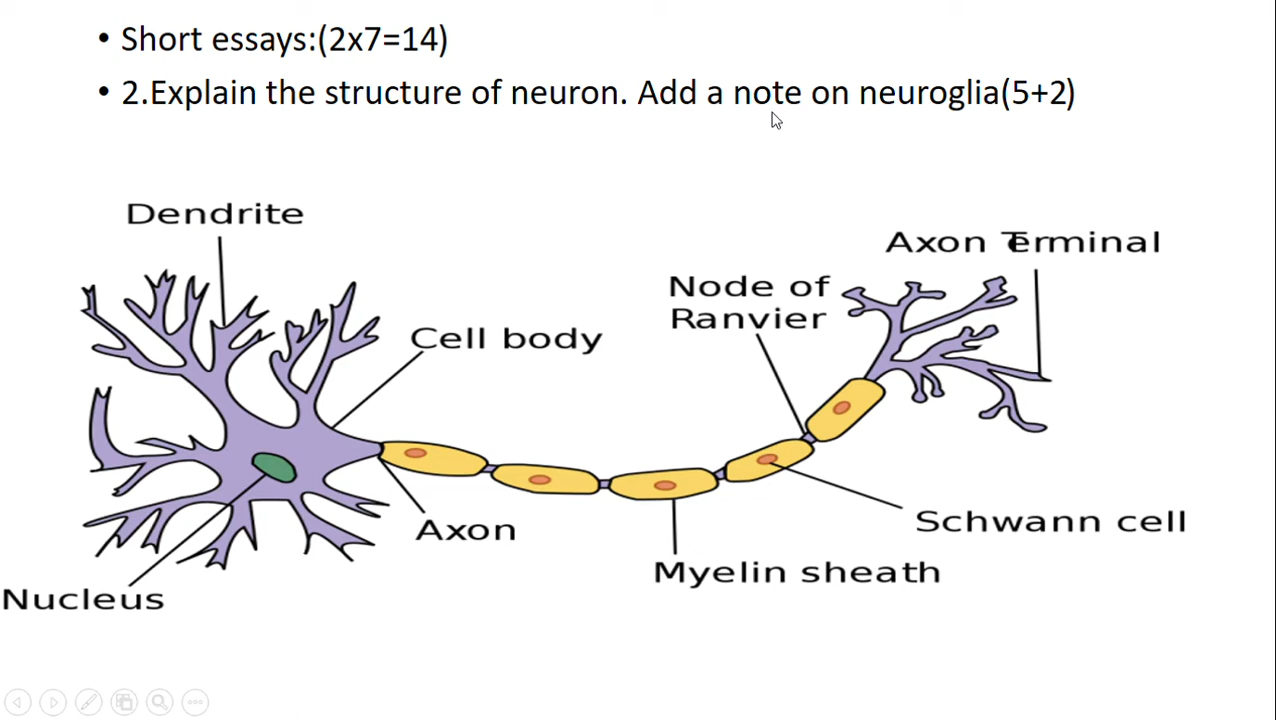 • Short essays:(2x7=14)
• 2.Explain the structure of neuron. Add a note on neuroglia(5+2)
Dendrite
Axon Terminal
Node of
Ranvier
Cell body
Axon
Schwann cell
Myelin sheath
Nucleus